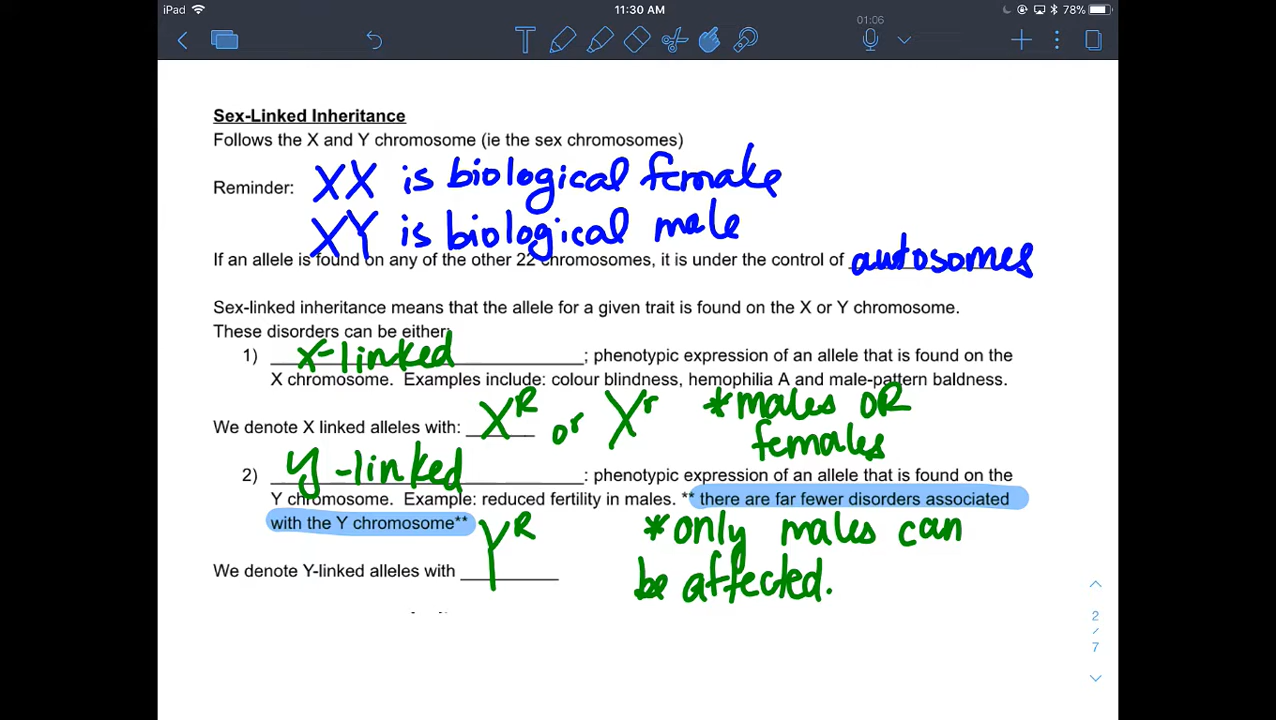 iPad 11:30 AM 78%
01:06
T
Sex-Linked Inheritance
Follows the X and Y chromosome (ie the sex chromosomes)
Reminder: XX is biological female
XY is biological male
If an allele is found on any of the other 22 chromosomes, it is under the control of autosomes
Sex-linked inheritance means that the allele for a given trait is found on the X or Y chromosome.
These disorders can be either:
1) X-linked; phenotypic expression of an allele that is found on the
X chromosome. Examples include: colour blindness, hemophilia A and male-pattern baldness.
We denote X linked alleles with: X^R or X^r *males OR
females
2) Y-linked: phenotypic expression of an allele that is found on the
Y chromosome. Example: reduced fertility in males. ** there are far fewer disorders associated
with the Y chromosome**
*only males can
We denote Y-linked alleles with Y^R be affected.
2
/
7